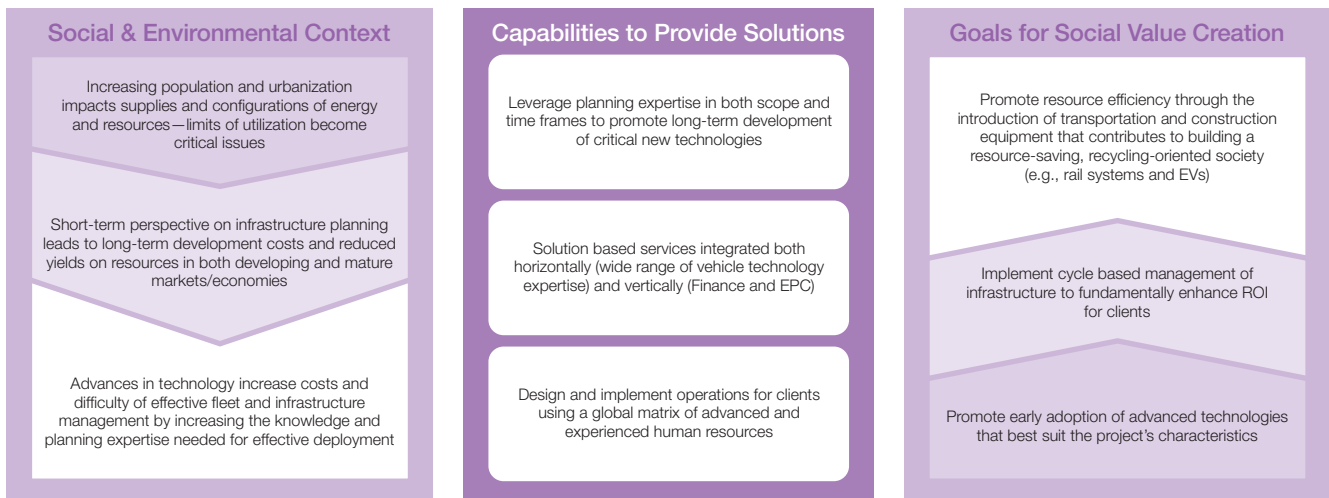 Social & Environmental Context
Increasing population and urbanization
impacts supplies and configurations of energy
and resources—limits of utilization become
critical issues
Short-term perspective on infrastructure planning
leads to long-term development costs and reduced
yields on resources in both developing and mature
markets/economies
Advances in technology increase costs and
difficulty of effective fleet and infrastructure
management by increasing the knowledge and
planning expertise needed for effective deployment
Capabilities to Provide Solutions
Leverage planning expertise in both scope and
time frames to promote long-term development
of critical new technologies
Solution based services integrated both
horizontally (wide range of vehicle technology
expertise) and vertically (Finance and EPC)
Design and implement operations for clients
using a global matrix of advanced and
experienced human resources
Goals for Social Value Creation
Promote resource efficiency through the
introduction of transportation and construction
equipment that contributes to building a
resource-saving, recycling-oriented society
(e.g., rail systems and EVs)
Implement cycle based management of
infrastructure to fundamentally enhance ROI
for clients
Promote early adoption of advanced technologies
that best suit the project's characteristics